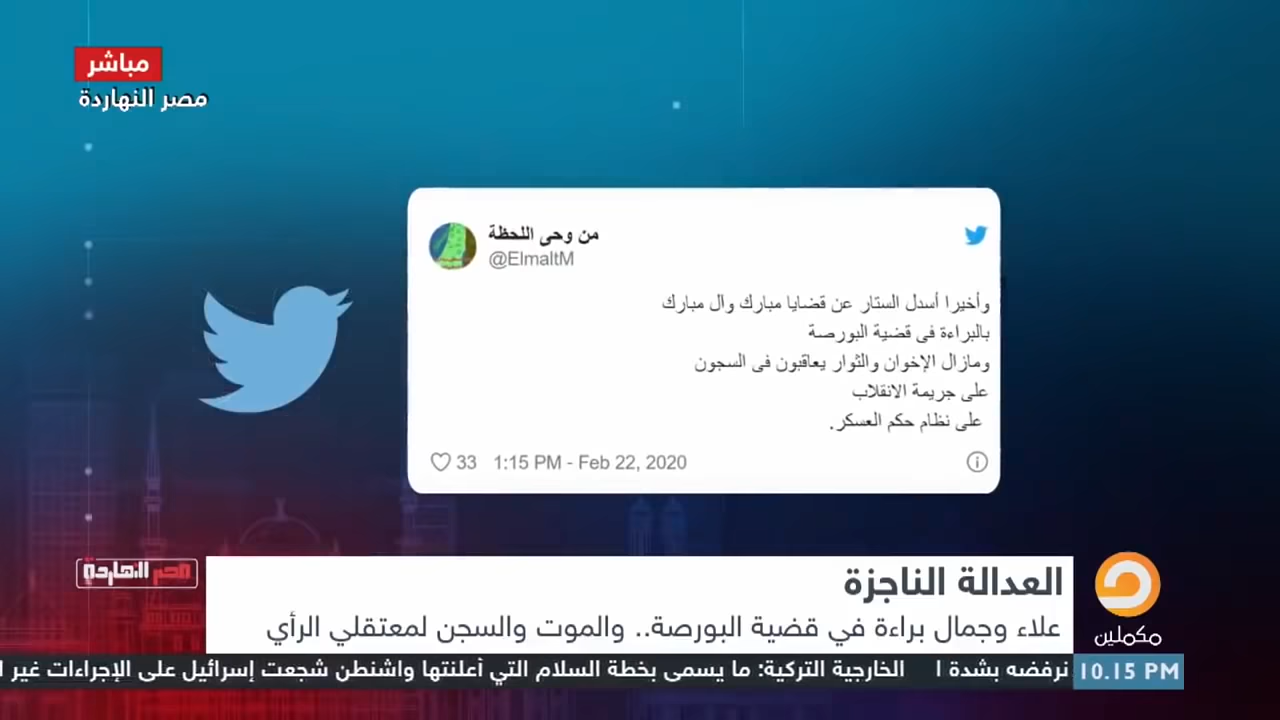 مباشر
مصر النهاردة
من وحى اللحظة
@ElmaltM
وأخيرا أسدل الستار عن قضايا مبارك وال مبارك
بالبراءة فى قضية البورصة
ومازال الإخوان والثوار يعاقبون فى السجون
على جريمة الانقلاب
على نظام حكم العسكر.
33 1:15 PM - Feb 22, 2020
مصر النهاردة
العدالة الناجزة
علاء وجمال براءة في قضية البورصة.. والموت والسجن لمعتقلي الرأي
مكملين
10.15 PM
نرفضه بشدة ا الخارجية التركية: ما يسمى بخطة السلام التي أعلنتها واشنطن شجعت إسرائيل على الإجراءات غير ا